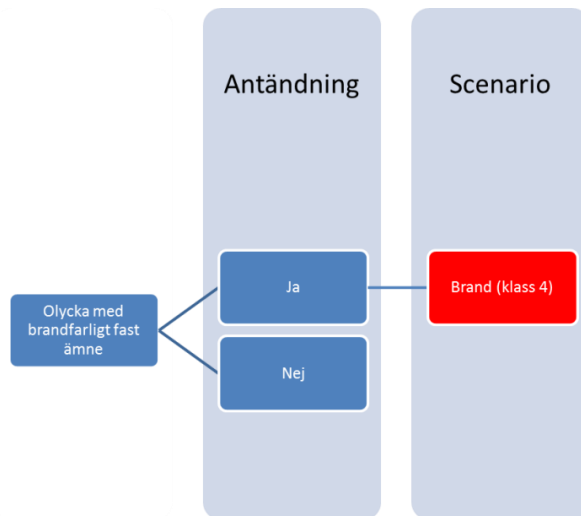 Antändning
Scenario
Olycka med
brandfarligt fast
ämne
Ja
Brand (klass 4)
Nej